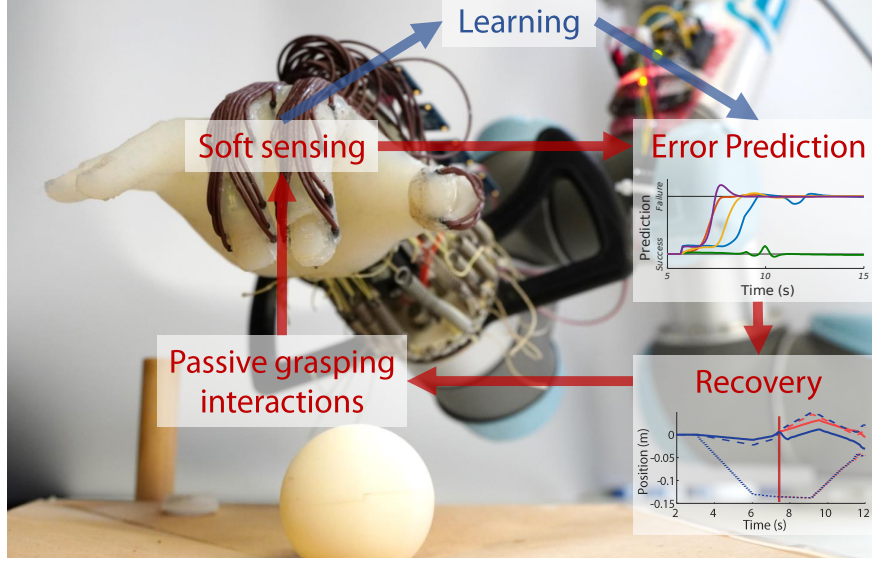 Learning
Soft sensing
Error Prediction
Prediction
Success
Failure
5
10
15
Time (s)
Passive grasping
interactions
Recovery
Position (m)
0
-0.05
-0.1
-0.15
2
4
6
8
10
12
Time (s)